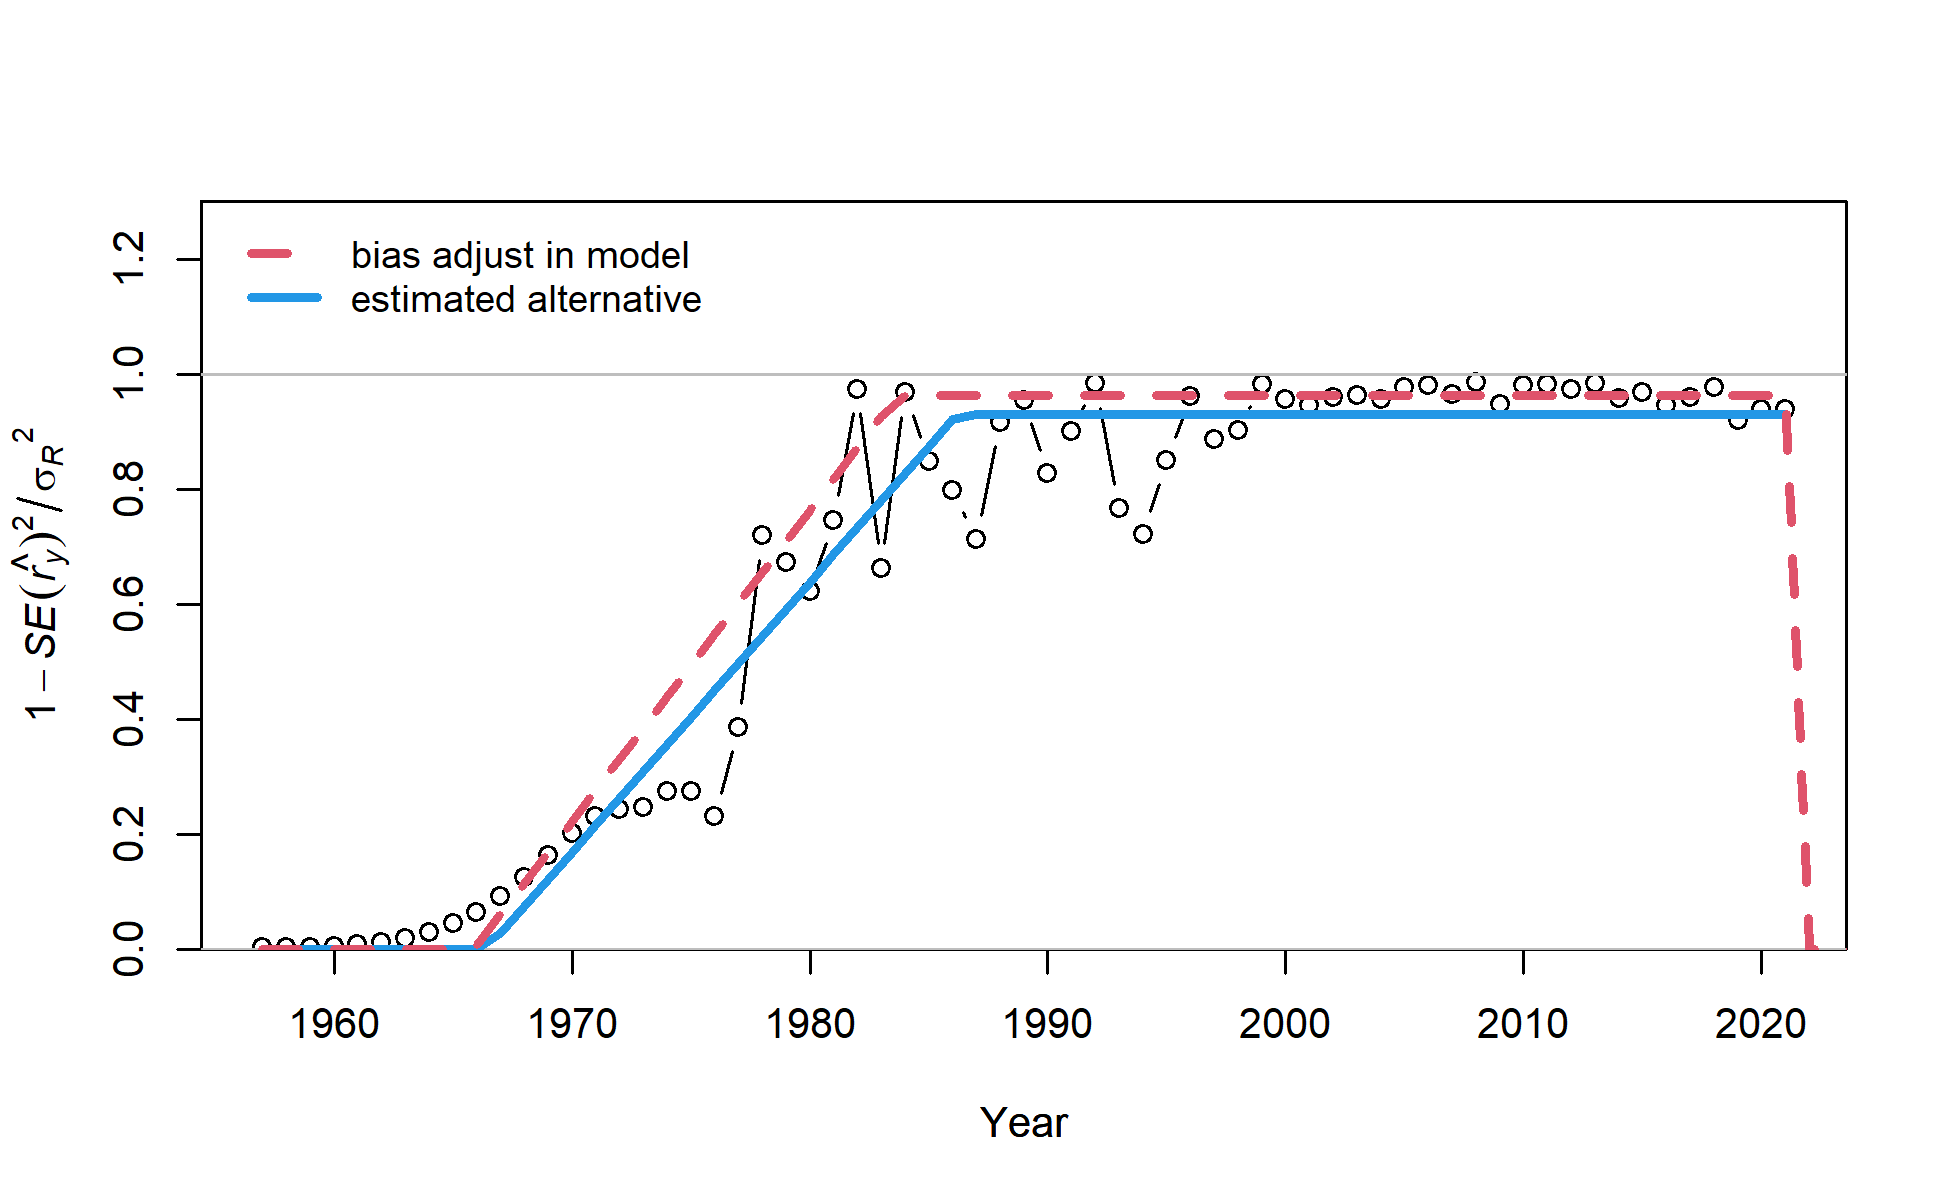 bias adjust in model
estimated alternative
1 − SE(r̂y)²/σR²
1.2
1.0
0.8
0.6
0.4
0.2
0.0
1960 1970 1980 1990 2000 2010 2020
Year